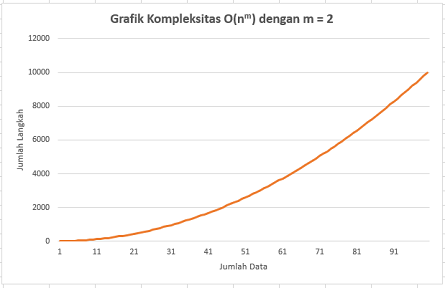 Grafik Kompleksitas O(nᵐ) dengan m = 2
12000
10000
8000
6000
4000
2000
0
Jumlah Langkah
1 11 21 31 41 51 61 71 81 91
Jumlah Data